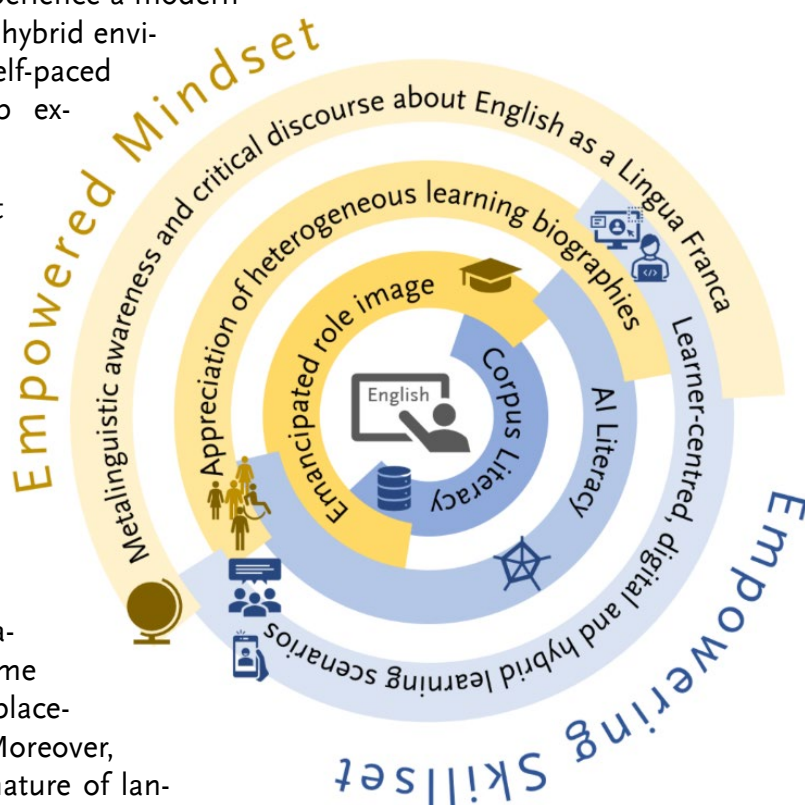 perience a modern
hybrid envi-
elf-paced
ex-
Empowered Mindset
Metalinguistic awareness and critical discourse about English as a Lingua Franca
Appreciation of heterogeneous learning biographies
Emancipated role image
English
Corpus Literacy
AI Literacy
Learner-centred, digital and hybrid learning scenarios
Empowering Skillset
a-
me
place-
Moreover,
nature of lan-